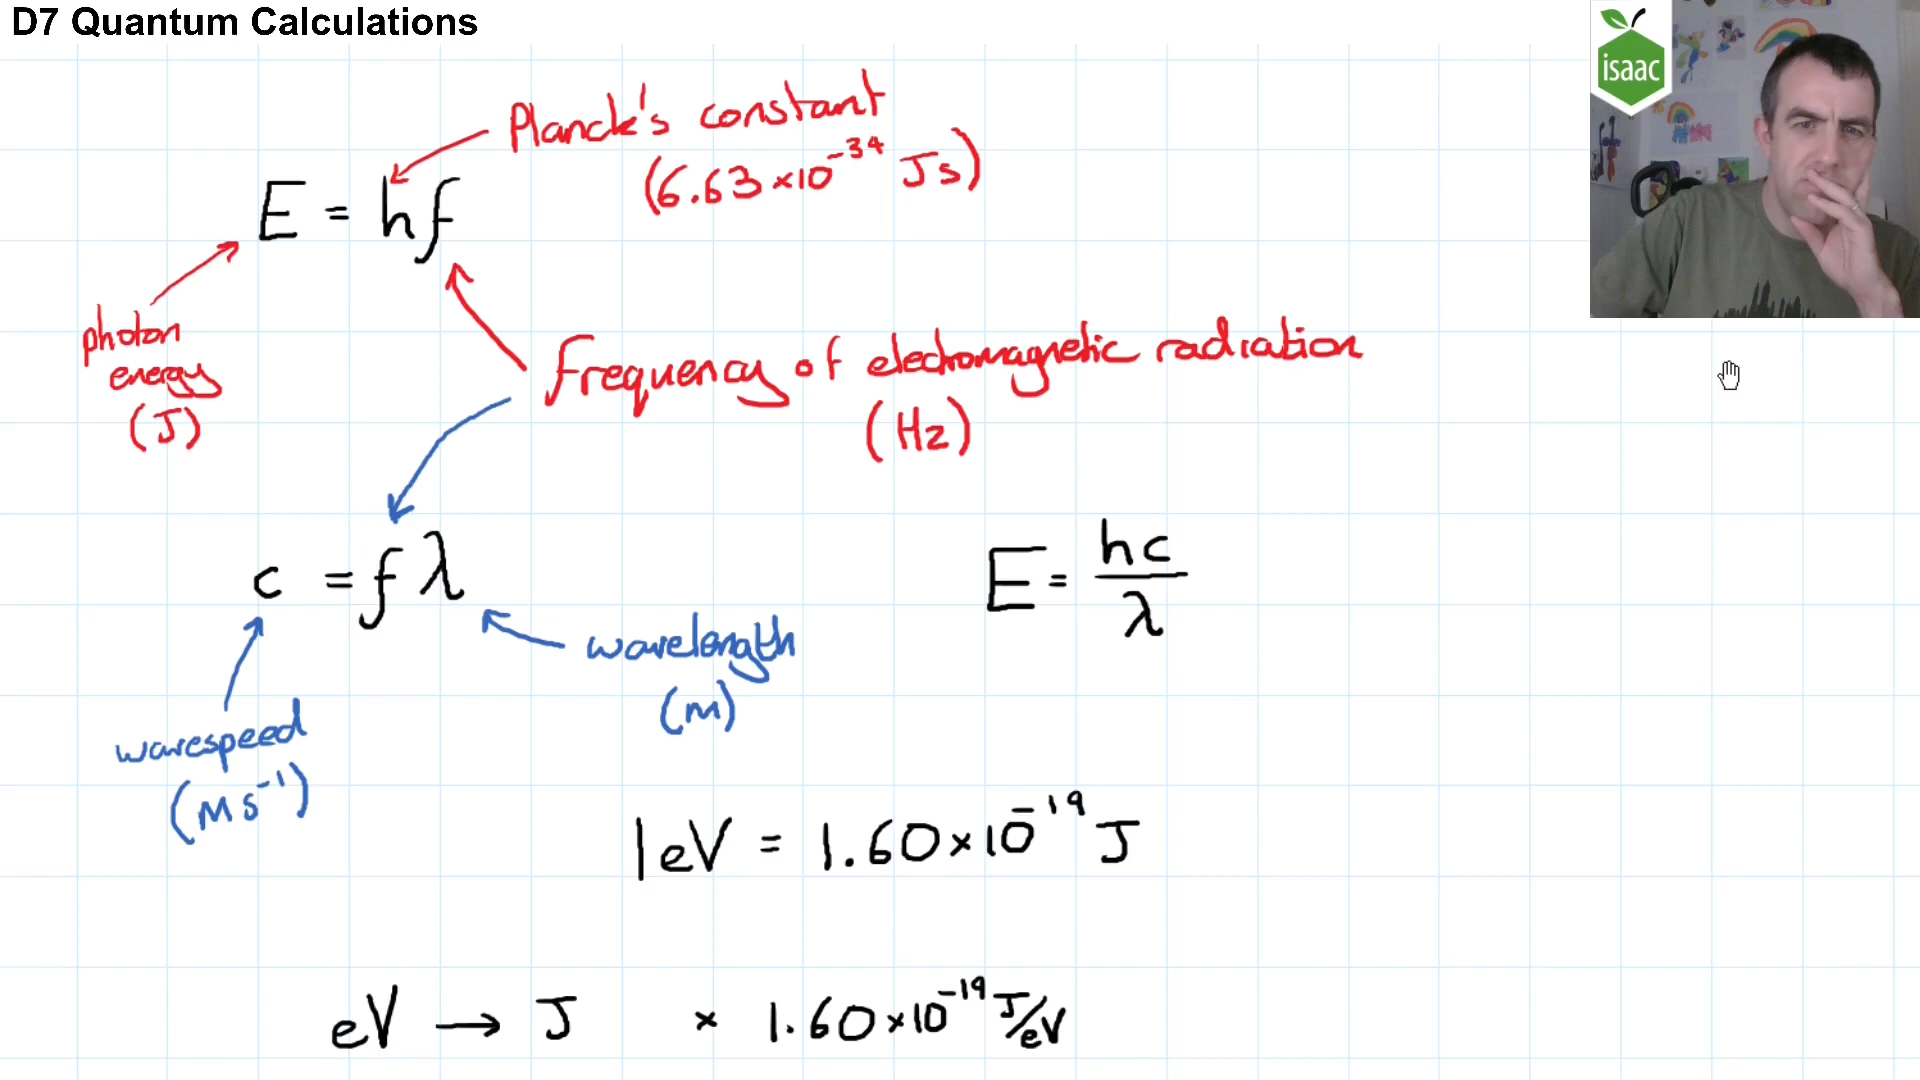 D7 Quantum Calculations
isaac
Planck's constant
(6.63×10⁻³⁴ Js)
E = hf
photon
energy
(J)
Frequency of electromagnetic radiation
(Hz)
c = fλ
E = hc/λ
wavelength
(m)
wavespeed
(ms⁻¹)
1eV = 1.60×10⁻¹⁹ J
eV → J × 1.60×10⁻¹⁹ J/eV